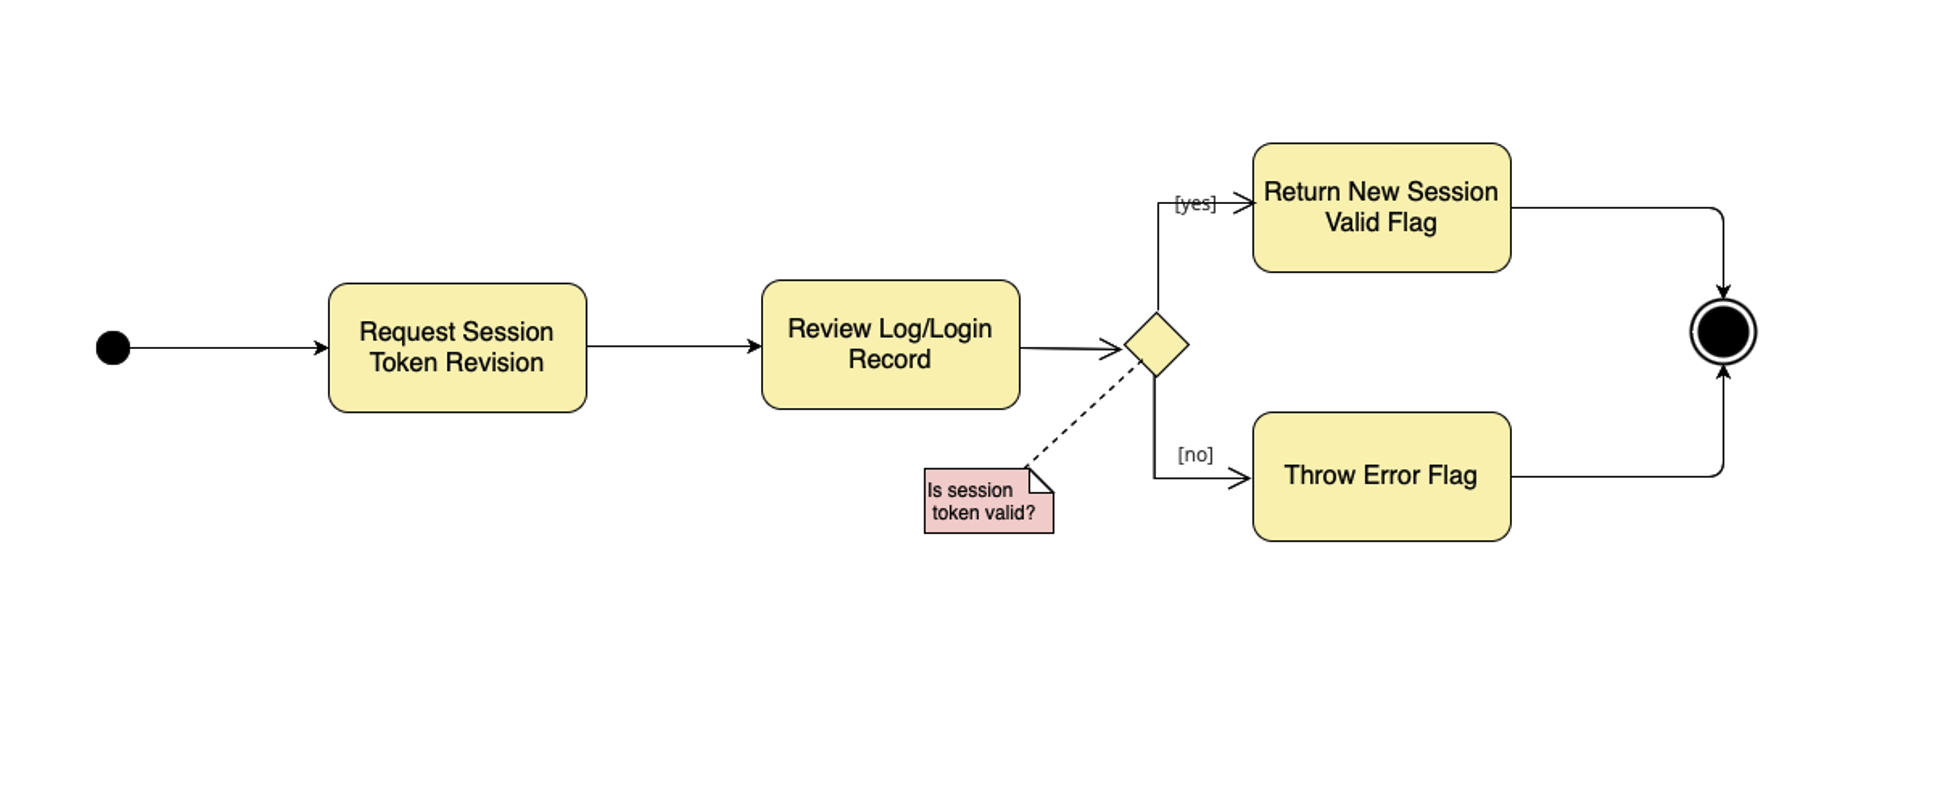 Request Session
Token Revision
Review Log/Login
Record
Is session
token valid?
[yes]
Return New Session
Valid Flag
[no]
Throw Error Flag